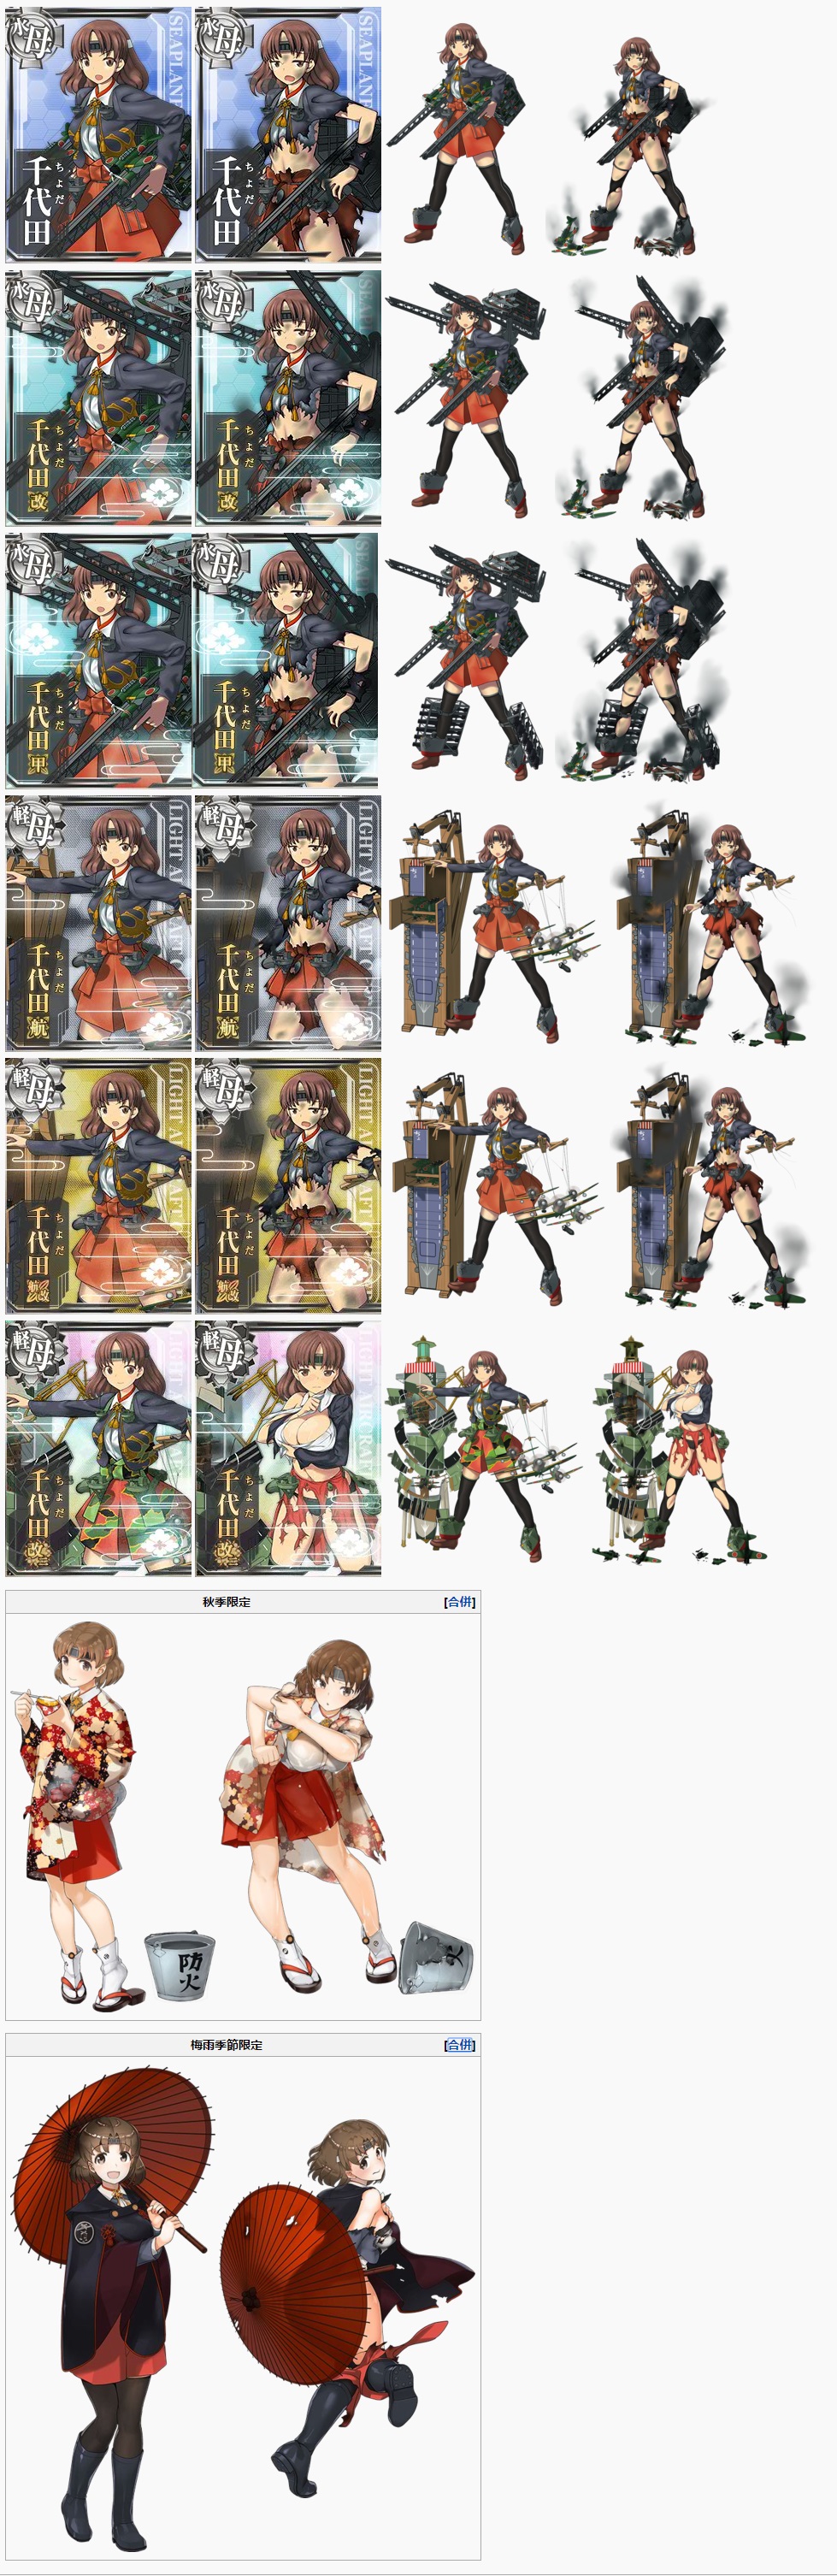 水母
SEAPLANE
千代田
ちよだ
水母
SEAPLANE
千代田
ちよだ
水母
千代田 改
ちよだ
水母
SEA
千代田 改
ちよだ
水母
千代田 甲
ちよだ
水母
千代田 甲
ちよだ
軽母
LIGHT A
千代田 航
ちよだ
軽母
LIGHT AIRCRAFT C
千代田 航
ちよだ
軽母
LIGHT A
千代田 航改
ちよだ
軽母
LIGHT A
千代田 航改
ちよだ
軽母
LIGHT A
千代田 改二
ちよだ
軽母
LIGHT AIRCRAFT
千代田 改二
ちよだ
秋季限定
[合併]
防火
火
梅雨季節限定
[合併]